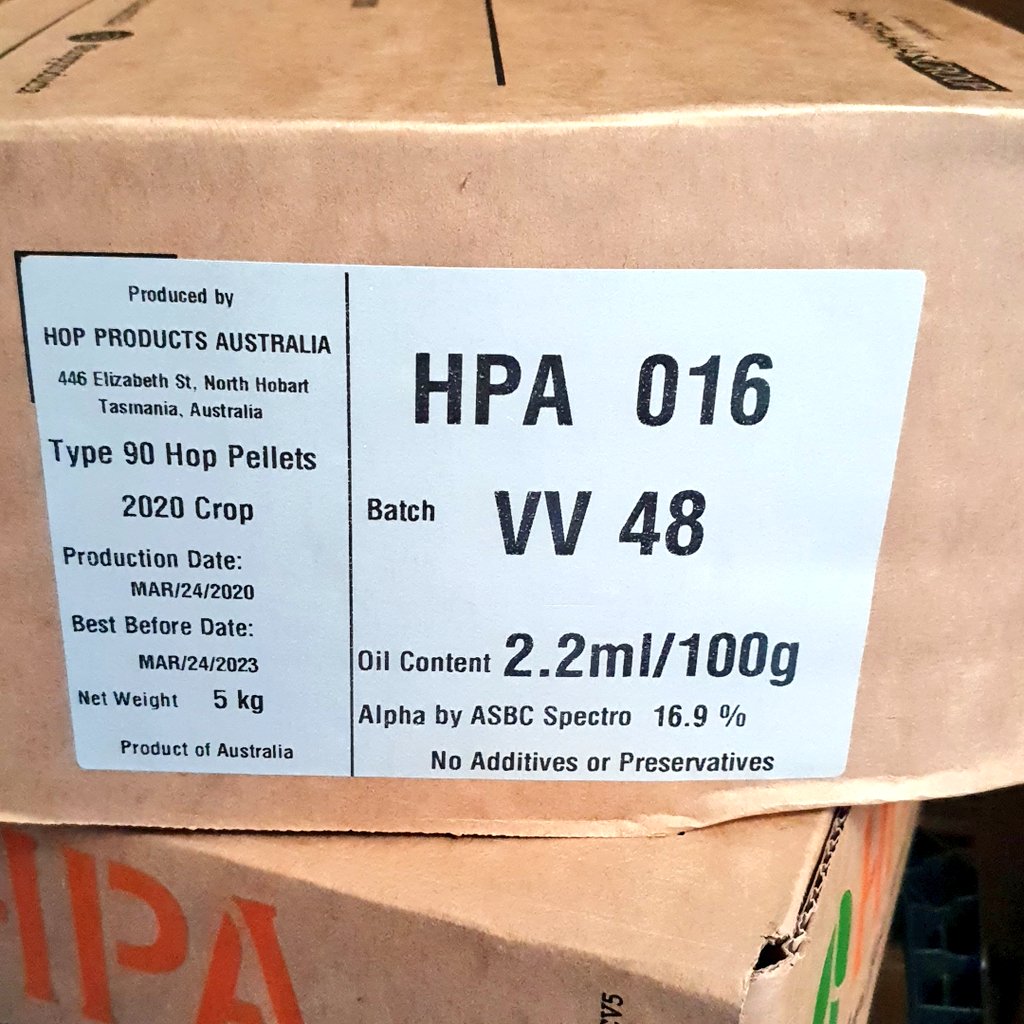 Produced by
HOP PRODUCTS AUSTRALIA
446 Elizabeth St, North Hobart
Tasmania, Australia
Type 90 Hop Pellets
2020 Crop
Production Date:
MAR/24/2020
Best Before Date:
MAR/24/2023
Net Weight 5 kg
Product of Australia
HPA 016
Batch VV 48
Oil Content 2.2ml/100g
Alpha by ASBC Spectro 16.9 %
No Additives or Preservatives
HPA